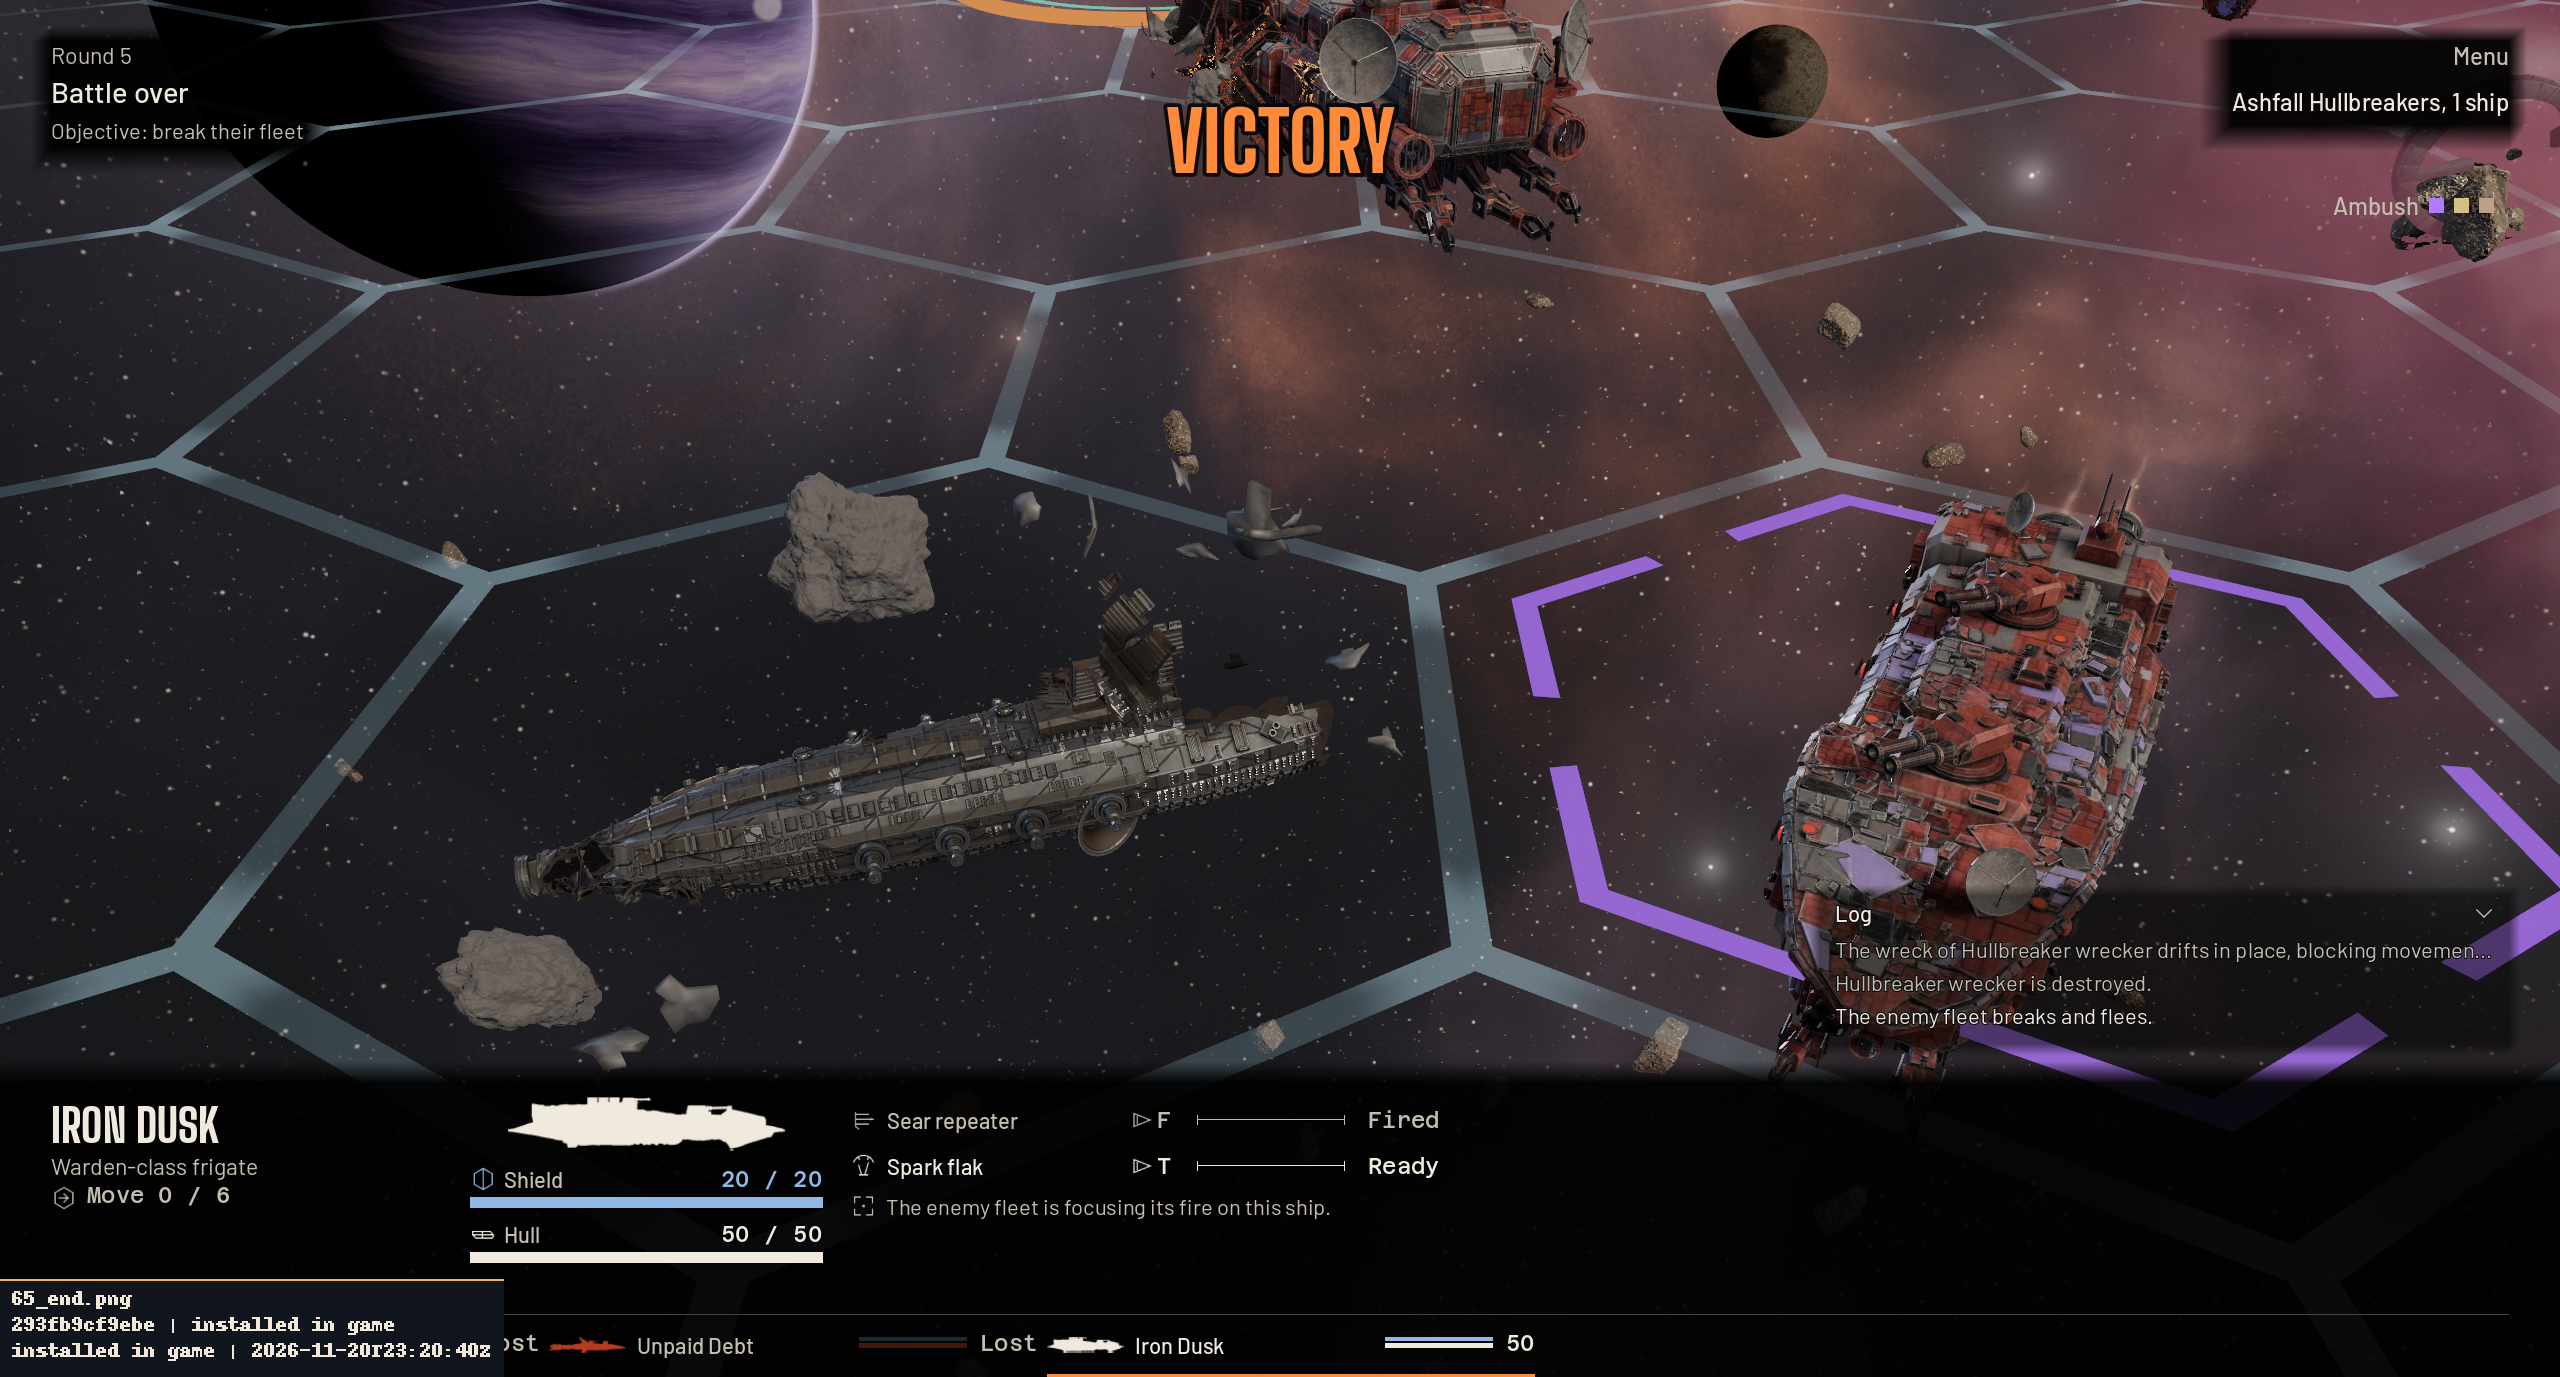 Round 5
Battle over
Objective: break their fleet
VICTORY
Menu
Ashfall Hullbreakers, 1 ship
Ambush
Log
The wreck of Hullbreaker wrecker drifts in place, blocking movemen...
Hullbreaker wrecker is destroyed.
The enemy fleet breaks and flees.
IRON DUSK
Warden-class frigate
Move 0 / 6
Shield 20 / 20
Hull 50 / 50
Sear repeater F Fired
Spark flak T Ready
The enemy fleet is focusing its fire on this ship.
65_end.png
293fb9cf9ebe | installed in game
installed in game | 2026-11-20T23:20:40Z
Unpaid Debt Lost Iron Dusk 50